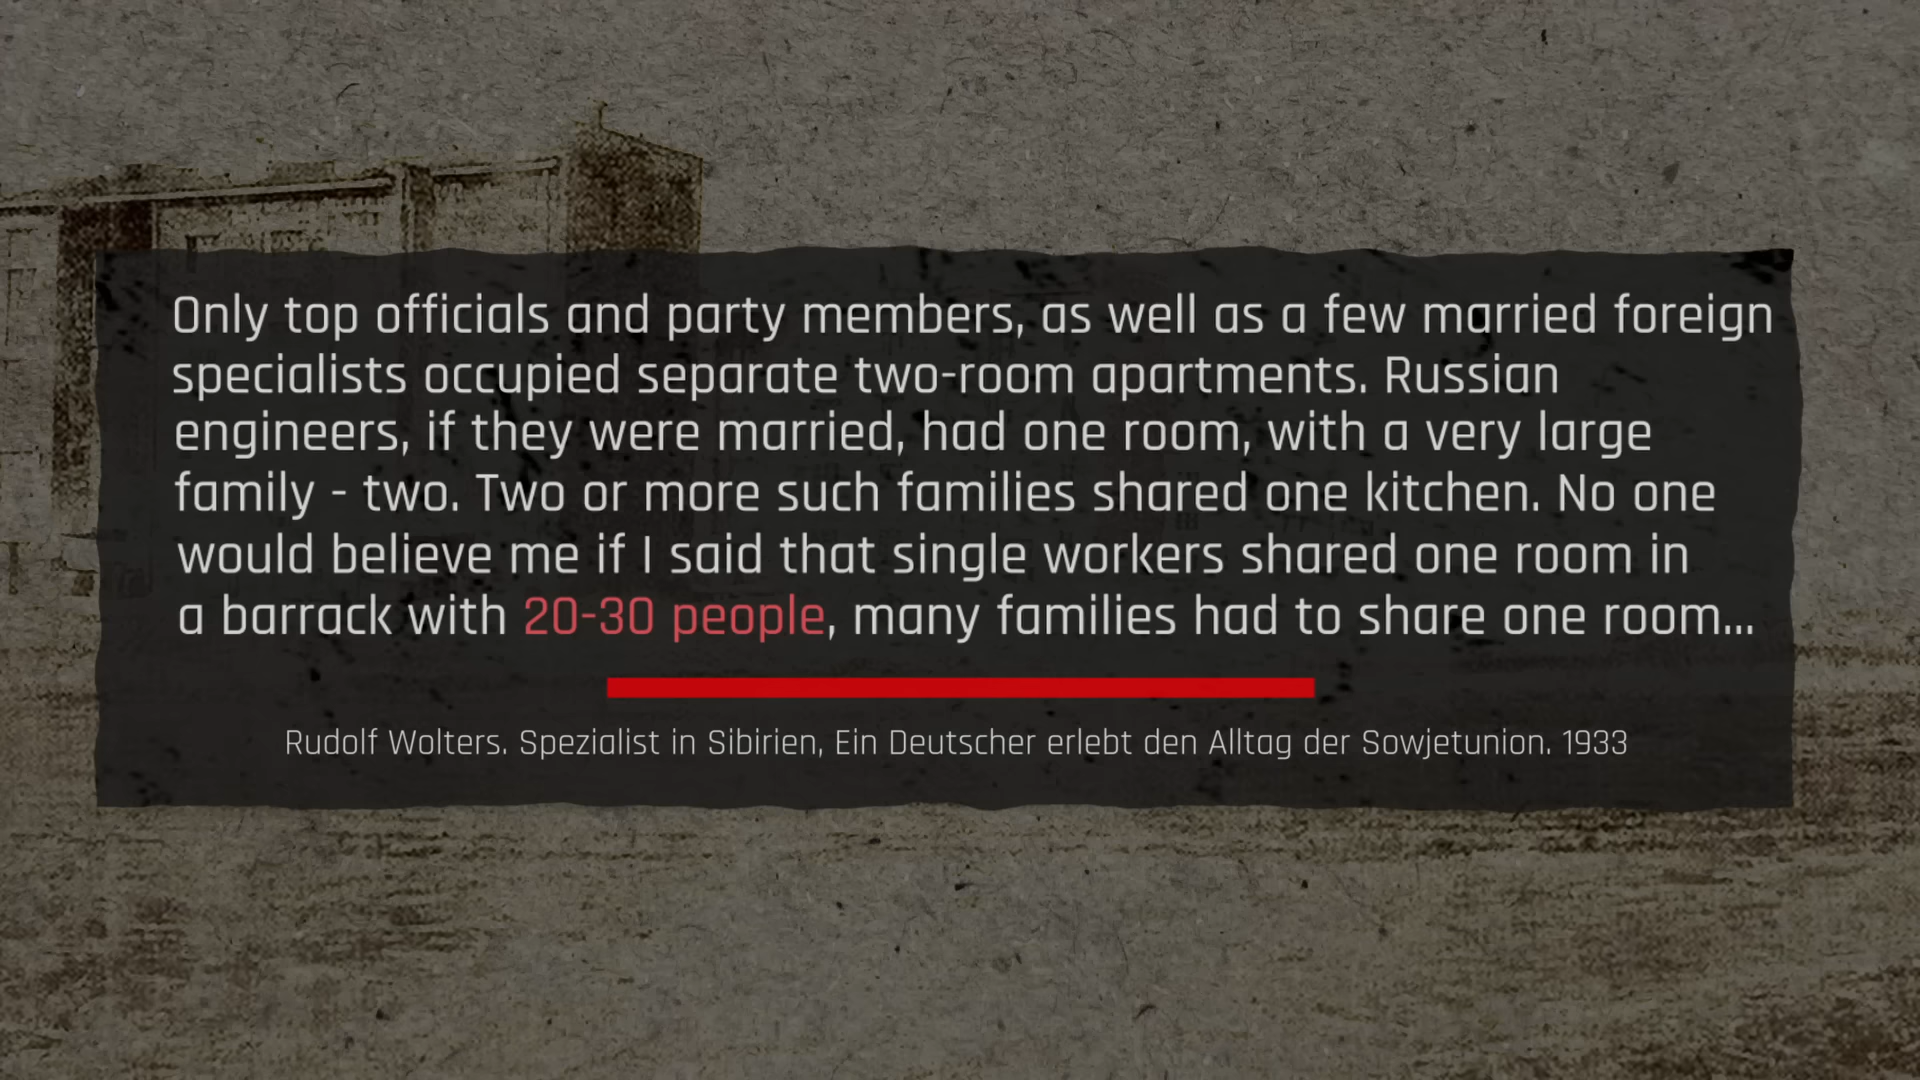 Only top officials and party members, as well as a few married foreign
specialists occupied separate two-room apartments. Russian
engineers, if they were married, had one room, with a very large
family - two. Two or more such families shared one kitchen. No one
would believe me if I said that single workers shared one room in
a barrack with 20-30 people, many families had to share one room...
Rudolf Wolters. Spezialist in Sibirien, Ein Deutscher erlebt den Alltag der Sowjetunion. 1933